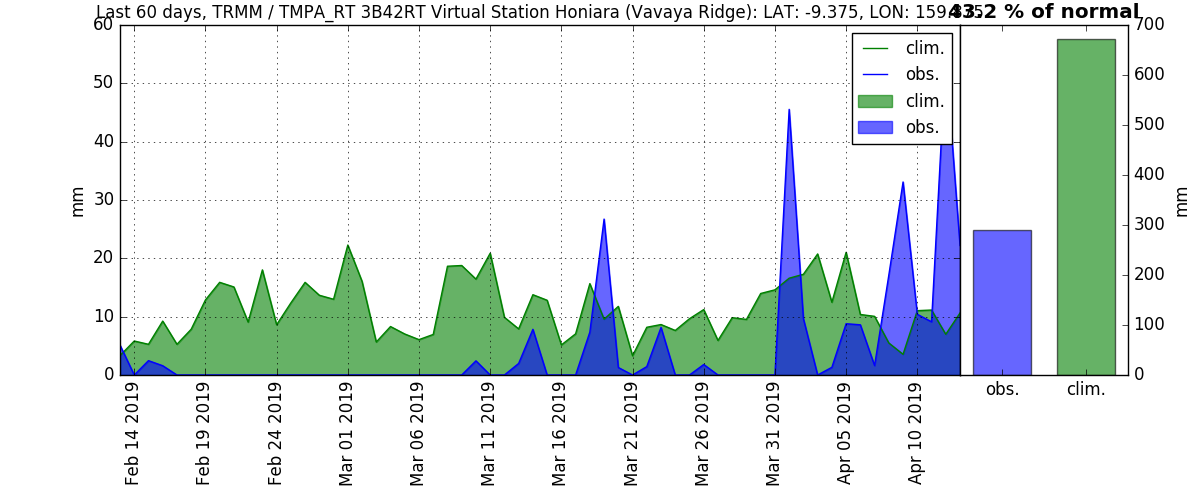 Last 60 days, TRMM / TMPA_RT 3B42RT Virtual Station Honiara (Vavaya Ridge): LAT: -9.375, LON: 159.875
43.2 % of normal
60
50
40
30
20
10
0
mm
clim.
obs.
clim.
obs.
700
600
500
400
300
200
100
0
mm
Feb 14 2019
Feb 19 2019
Feb 24 2019
Mar 01 2019
Mar 06 2019
Mar 11 2019
Mar 16 2019
Mar 21 2019
Mar 26 2019
Mar 31 2019
Apr 05 2019
Apr 10 2019
obs.
clim.